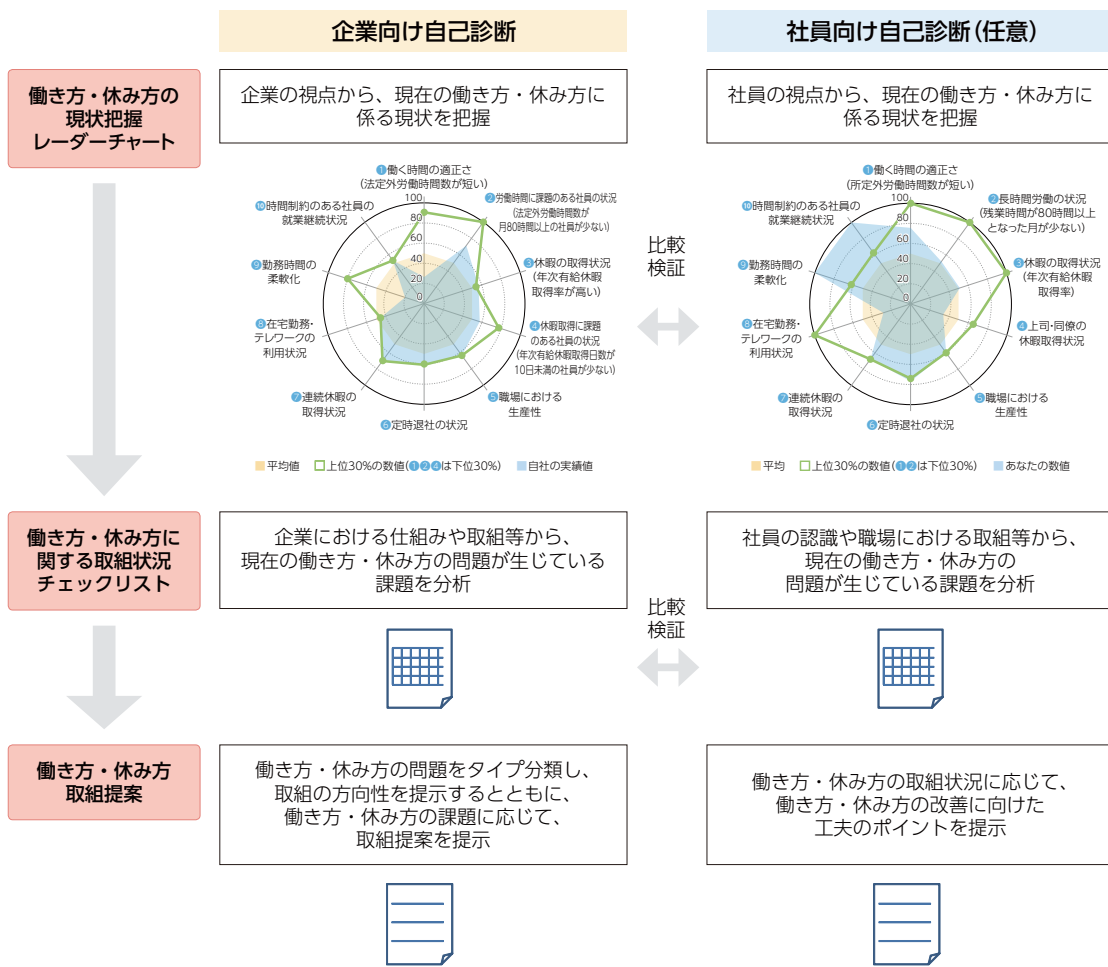 企業向け自己診断
社員向け自己診断(任意)
働き方・休み方の
現状把握
レーダーチャート
企業の視点から、現在の働き方・休み方に
係る現状を把握
社員の視点から、現在の働き方・休み方に
係る現状を把握
❶働く時間の適正さ
(法定外労働時間数が短い)
❷労働時間に課題のある社員の状況
(法定外労働時間数が
月80時間以上の社員が少ない)
❸休暇の取得状況
(年次有給休暇
取得率が高い)
❹休暇取得に課題
のある社員の状況
(年次有給休暇取得日数が
10日未満の社員が少ない)
❺職場における
生産性
❻定時退社の状況
❼連続休暇の
取得状況
❽在宅勤務・
テレワークの
利用状況
❾勤務時間の
柔軟化
❿時間制約のある社員の
就業継続状況
100
80
60
40
20
0
平均値 上位30%の数値(❶❷❹は下位30%) 自社の実績値
比較
検証
❶働く時間の適正さ
(所定外労働時間数が短い)
❷長時間労働の状況
(残業時間が80時間以上
となった月が少ない)
❸休暇の取得状況
(年次有給休暇
取得率)
❹上司・同僚の
休暇取得状況
❺職場における
生産性
❻定時退社の状況
❼連続休暇の
取得状況
❽在宅勤務・
テレワークの
利用状況
❾勤務時間の
柔軟化
❿時間制約のある社員の
就業継続状況
100
80
60
40
20
0
平均 上位30%の数値(❶❷は下位30%) あなたの数値
働き方・休み方に
関する取組状況
チェックリスト
企業における仕組みや取組等から、
現在の働き方・休み方の問題が生じている
課題を分析
比較
検証
社員の認識や職場における取組等から、
現在の働き方・休み方の
問題が生じている課題を分析
働き方・休み方
取組提案
働き方・休み方の問題をタイプ分類し、
取組の方向性を提示するとともに、
働き方・休み方の課題に応じて、
取組提案を提示
働き方・休み方の取組状況に応じて、
働き方・休み方の改善に向けた
工夫のポイントを提示